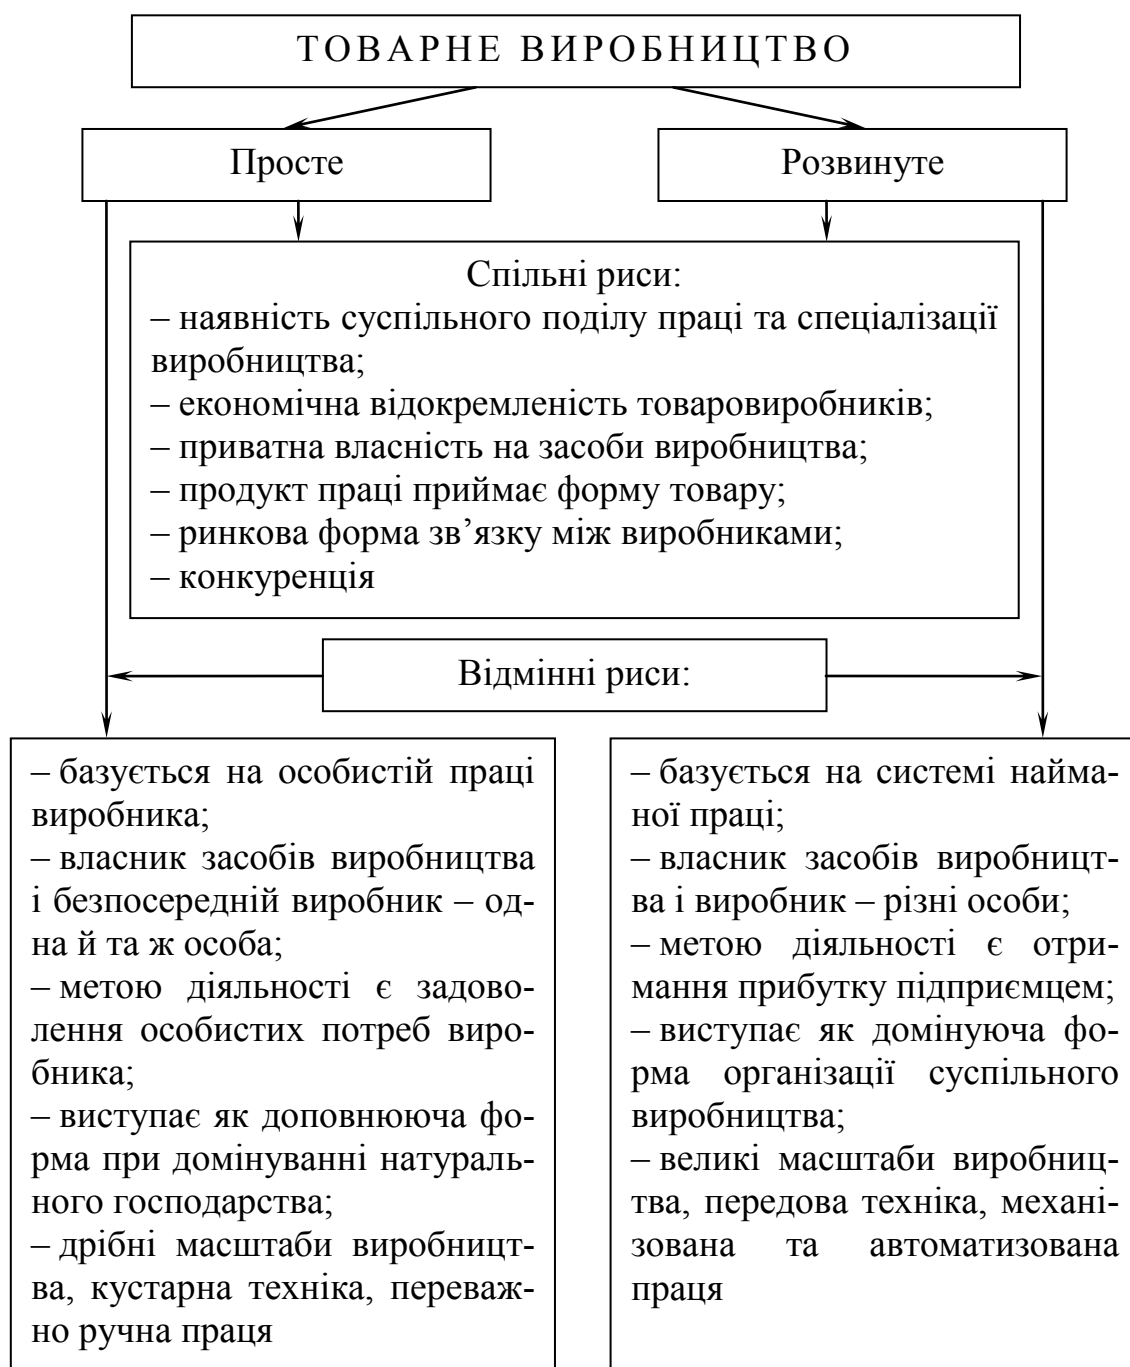 ТОВАРНЕ ВИРОБНИЦТВО
Просте
Розвинуте
Спільні риси:
– наявність суспільного поділу праці та спеціалізації
виробництва;
– економічна відокремленість товаровиробників;
– приватна власність на засоби виробництва;
– продукт праці приймає форму товару;
– ринкова форма зв’язку між виробниками;
– конкуренція
Відмінні риси:
– базується на особистій праці
виробника;
– власник засобів виробництва
і безпосередній виробник – од-
на й та ж особа;
– метою діяльності є задово-
лення особистих потреб виро-
бника;
– виступає як доповнююча фо-
рма при домінуванні натураль-
ного господарства;
– дрібні масштаби виробницт-
ва, кустарна техніка, переваж-
но ручна праця
– базується на системі найма-
ної праці;
– власник засобів виробницт-
ва і виробник – різні особи;
– метою діяльності є отри-
мання прибутку підприємцем;
– виступає як домінуюча фо-
рма організації суспільного
виробництва;
– великі масштаби виробниц-
тва, передова техніка, механі-
зована та автоматизована
праця